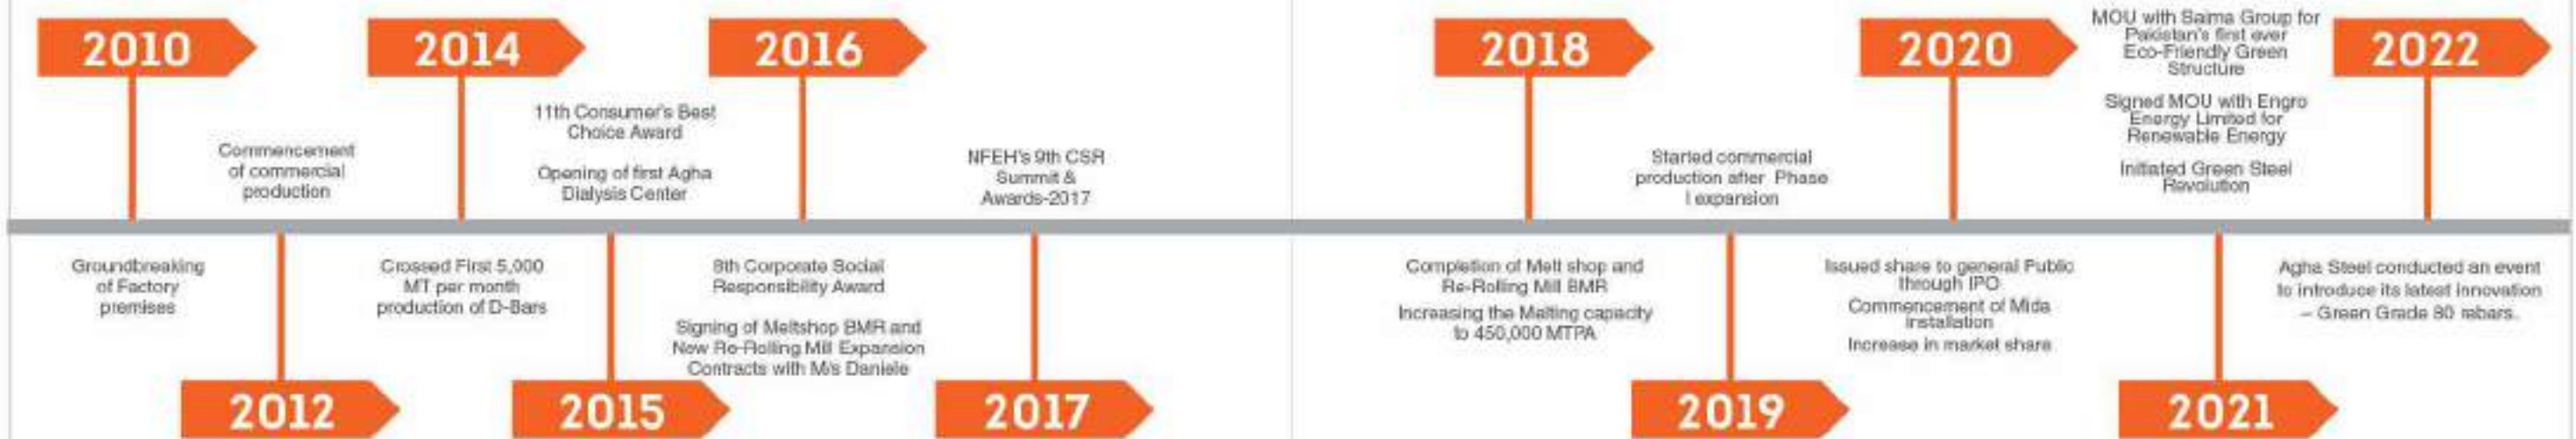 2010
Groundbreaking
of Factory
premises
Commencement
of commercial
production
2012
2014
Crossed First 5,000
MT per month
production of D-Bars
11th Consumer's Best
Choice Award
Opening of first Agha
Dialysis Center
2015
2016
8th Corporate Social
Responsibility Award
Signing of Meltshop BMR and
New Re-Rolling Mill Expansion
Contracts with M/s Daniele
NFEH's 9th CSR
Summit &
Awards-2017
2017
2018
Completion of Melt shop and
Re-Rolling Mill BMR
Increasing the Melting capacity
to 450,000 MTPA
Started commercial
production after Phase
I expansion
2019
2020
Issued share to general Public
through IPO
Commencement of Mida
installation
Increase in market share
MOU with Saima Group for
Pakistan's first ever
Eco-Friendly Green
Structure
Signed MOU with Engro
Energy Limited for
Renewable Energy
Initiated Green Steel
Revolution
2021
2022
Agha Steel conducted an event
to introduce its latest innovation
– Green Grade 80 rebars.